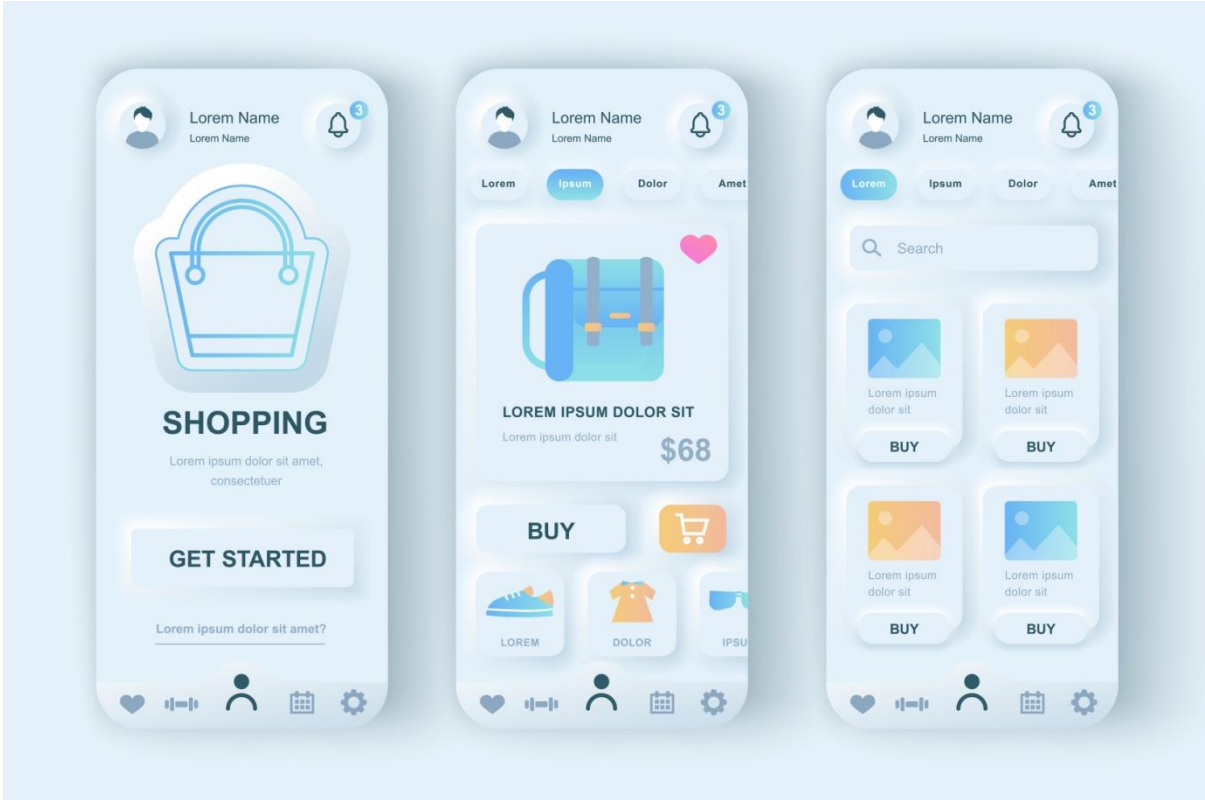 Lorem Name
3
Lorem Name
SHOPPING
Lorem ipsum dolor sit amet,
consectetuer
GET STARTED
Lorem ipsum dolor sit amet?
Lorem Name
3
Lorem Name
Lorem Ipsum Dolor Amet
LOREM IPSUM DOLOR SIT
Lorem ipsum dolor sit
$68
BUY
LOREM DOLOR IPSU
Lorem Name
3
Lorem Name
Lorem Ipsum Dolor Amet
Search
Lorem ipsum
dolor sit
BUY
Lorem ipsum
dolor sit
BUY
Lorem ipsum
dolor sit
BUY
Lorem ipsum
dolor sit
BUY